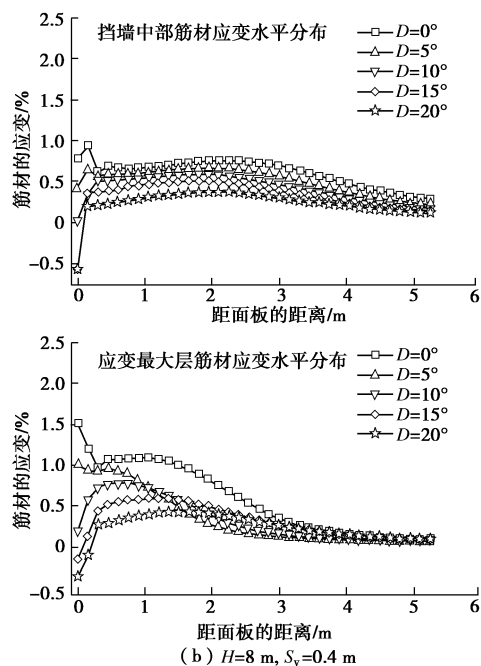 挡墙中部筋材应变水平分布
D=0°
D=5°
D=10°
D=15°
D=20°
筋材的应变/%
2.5
2.0
1.5
1.0
0.5
0
−0.5
0 1 2 3 4 5 6
距面板的距离/m
应变最大层筋材应变水平分布
D=0°
D=5°
D=10°
D=15°
D=20°
筋材的应变/%
2.5
2.0
1.5
1.0
0.5
0
−0.5
0 1 2 3 4 5 6
距面板的距离/m
(b) H=8 m, Sv=0.4 m